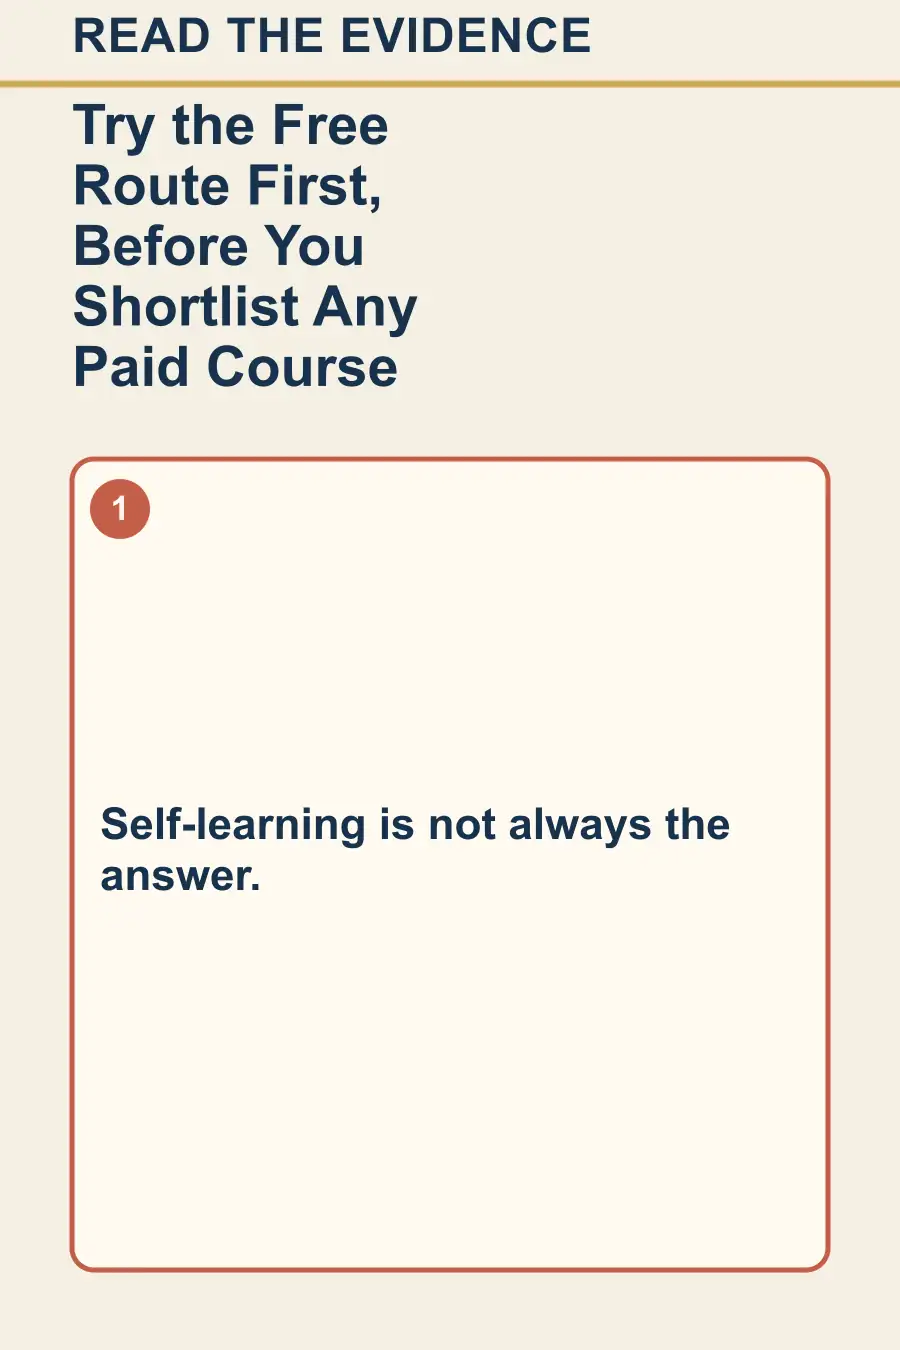 READ THE EVIDENCE
Try the Free
Route First,
Before You
Shortlist Any
Paid Course
1
Self-learning is not always the
answer.